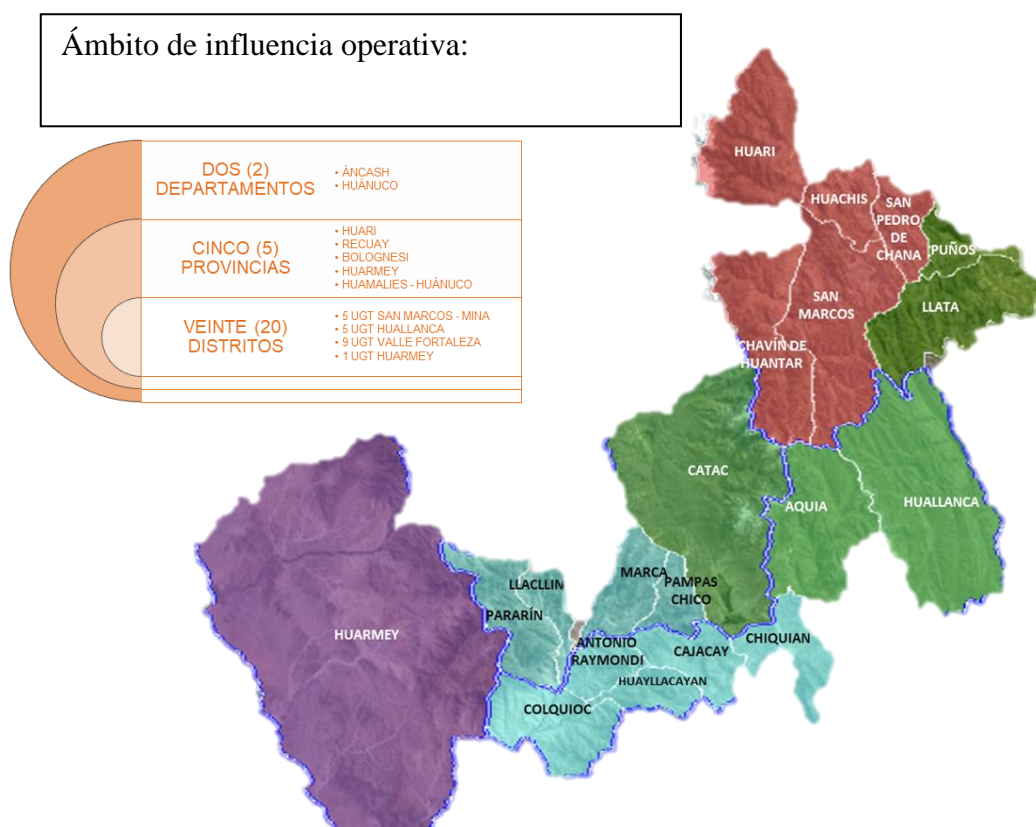 Ámbito de influencia operativa:
DOS (2)
DEPARTAMENTOS
• ÁNCASH
• HUÁNUCO
CINCO (5)
PROVINCIAS
• HUARI
• RECUAY
• BOLOGNESI
• HUARMEY
• HUAMALIES - HUÁNUCO
VEINTE (20)
DISTRITOS
• 5 UGT SAN MARCOS - MINA
• 5 UGT HUALLANCA
• 9 UGT VALLE FORTALEZA
• 1 UGT HUARMEY
HUARI
HUACHIS
SAN
PEDRO
DE
CHANA
PUÑOS
LLATA
SAN
MARCOS
CHAVÍN DE
HUANTAR
CATAC
AQUIA
HUALLANCA
MARCA
PAMPAS
CHICO
LLACLLIN
PARARÍN
HUARMEY
ANTONIO
RAYMONDI
CAJACAY
CHIQUIAN
HUAYLLACAYAN
COLQUIOC